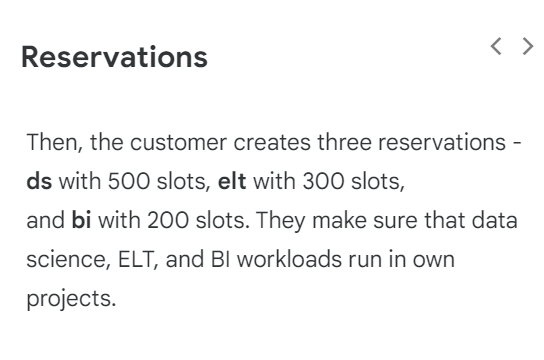 Reservations
Then, the customer creates three reservations -
ds with 500 slots, elt with 300 slots,
and bi with 200 slots. They make sure that data
science, ELT, and BI workloads run in own
projects.